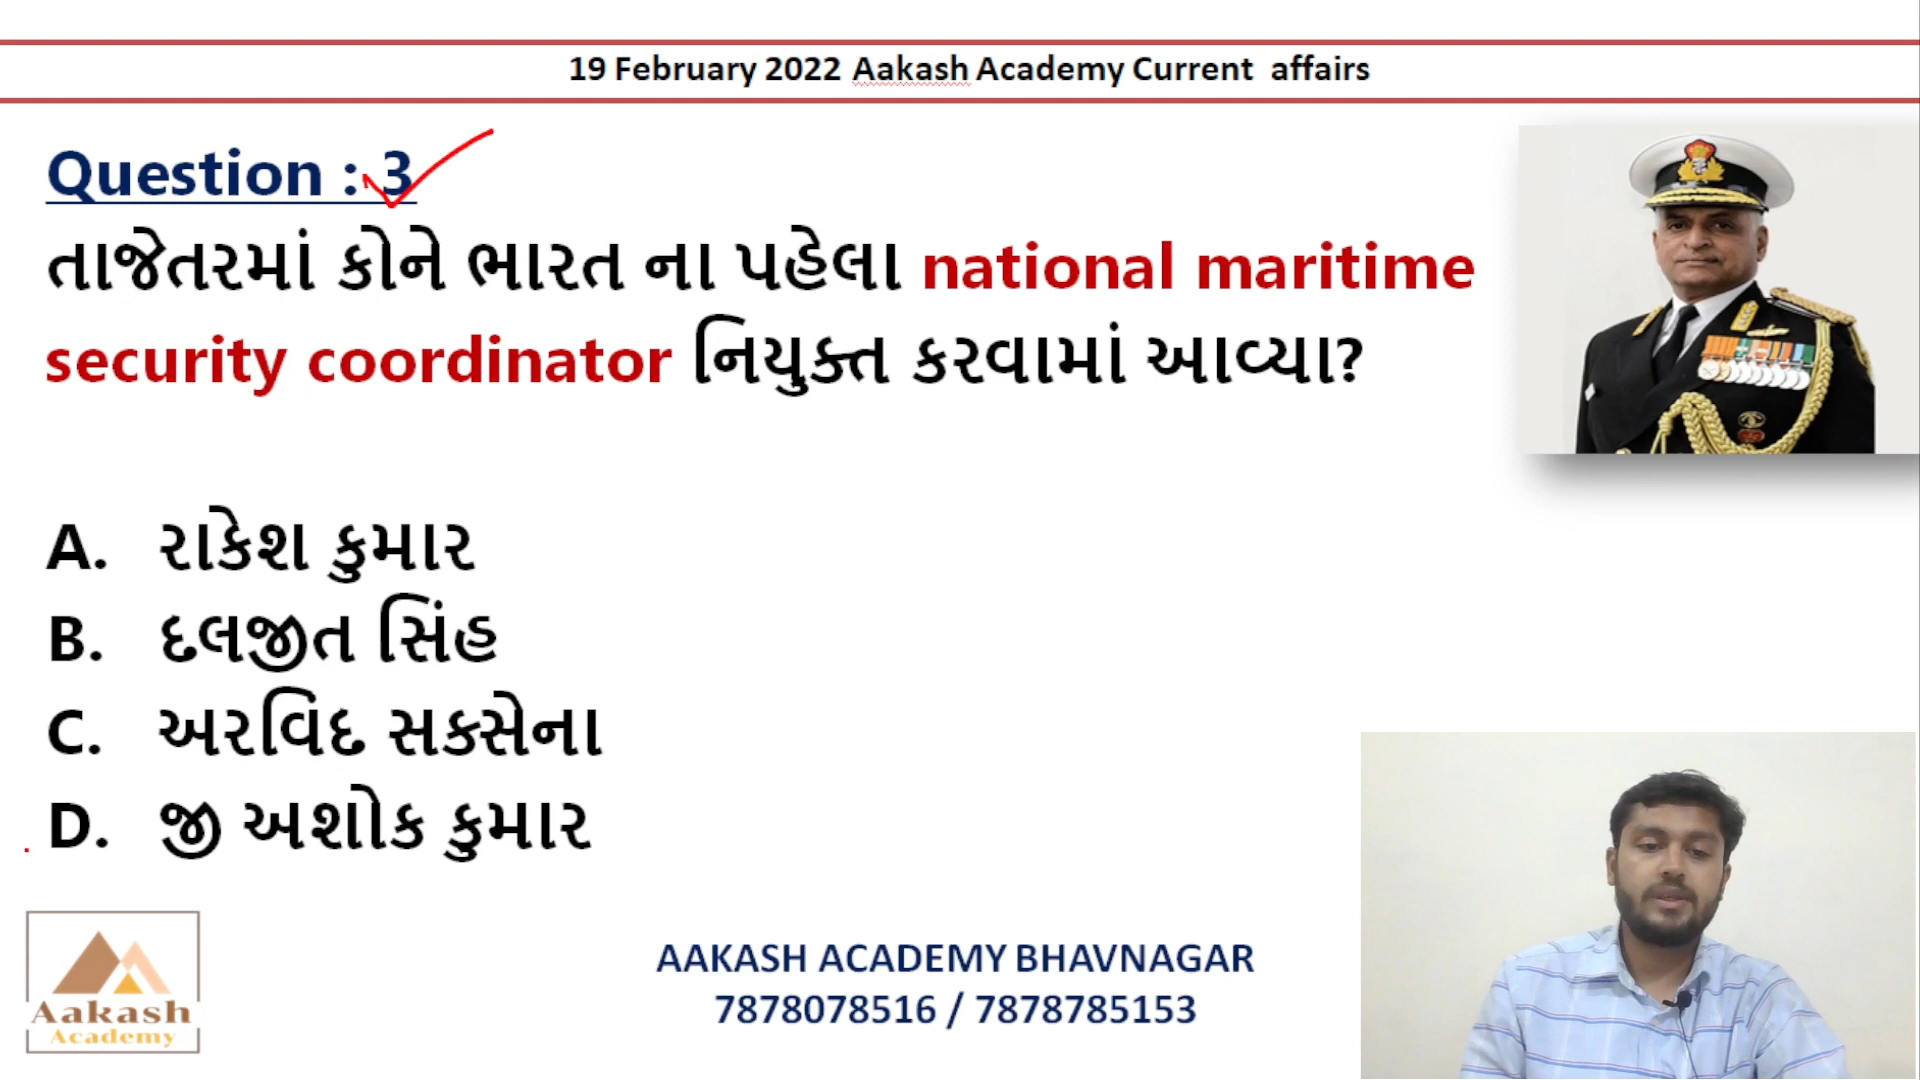 19 February 2022 Aakash Academy Current affairs
Question : 3
તાજેતરમાં કોને ભારત ના પહેલા national maritime
security coordinator નિયુક્ત કરવામાં આવ્યા?
A. રાકેશ કુમાર
B. દલજીત સિંહ
C. અરવિંદ સક્સેના
D. જી અશોક કુમાર
Aakash
Academy
AAKASH ACADEMY BHAVNAGAR
7878078516 / 7878785153